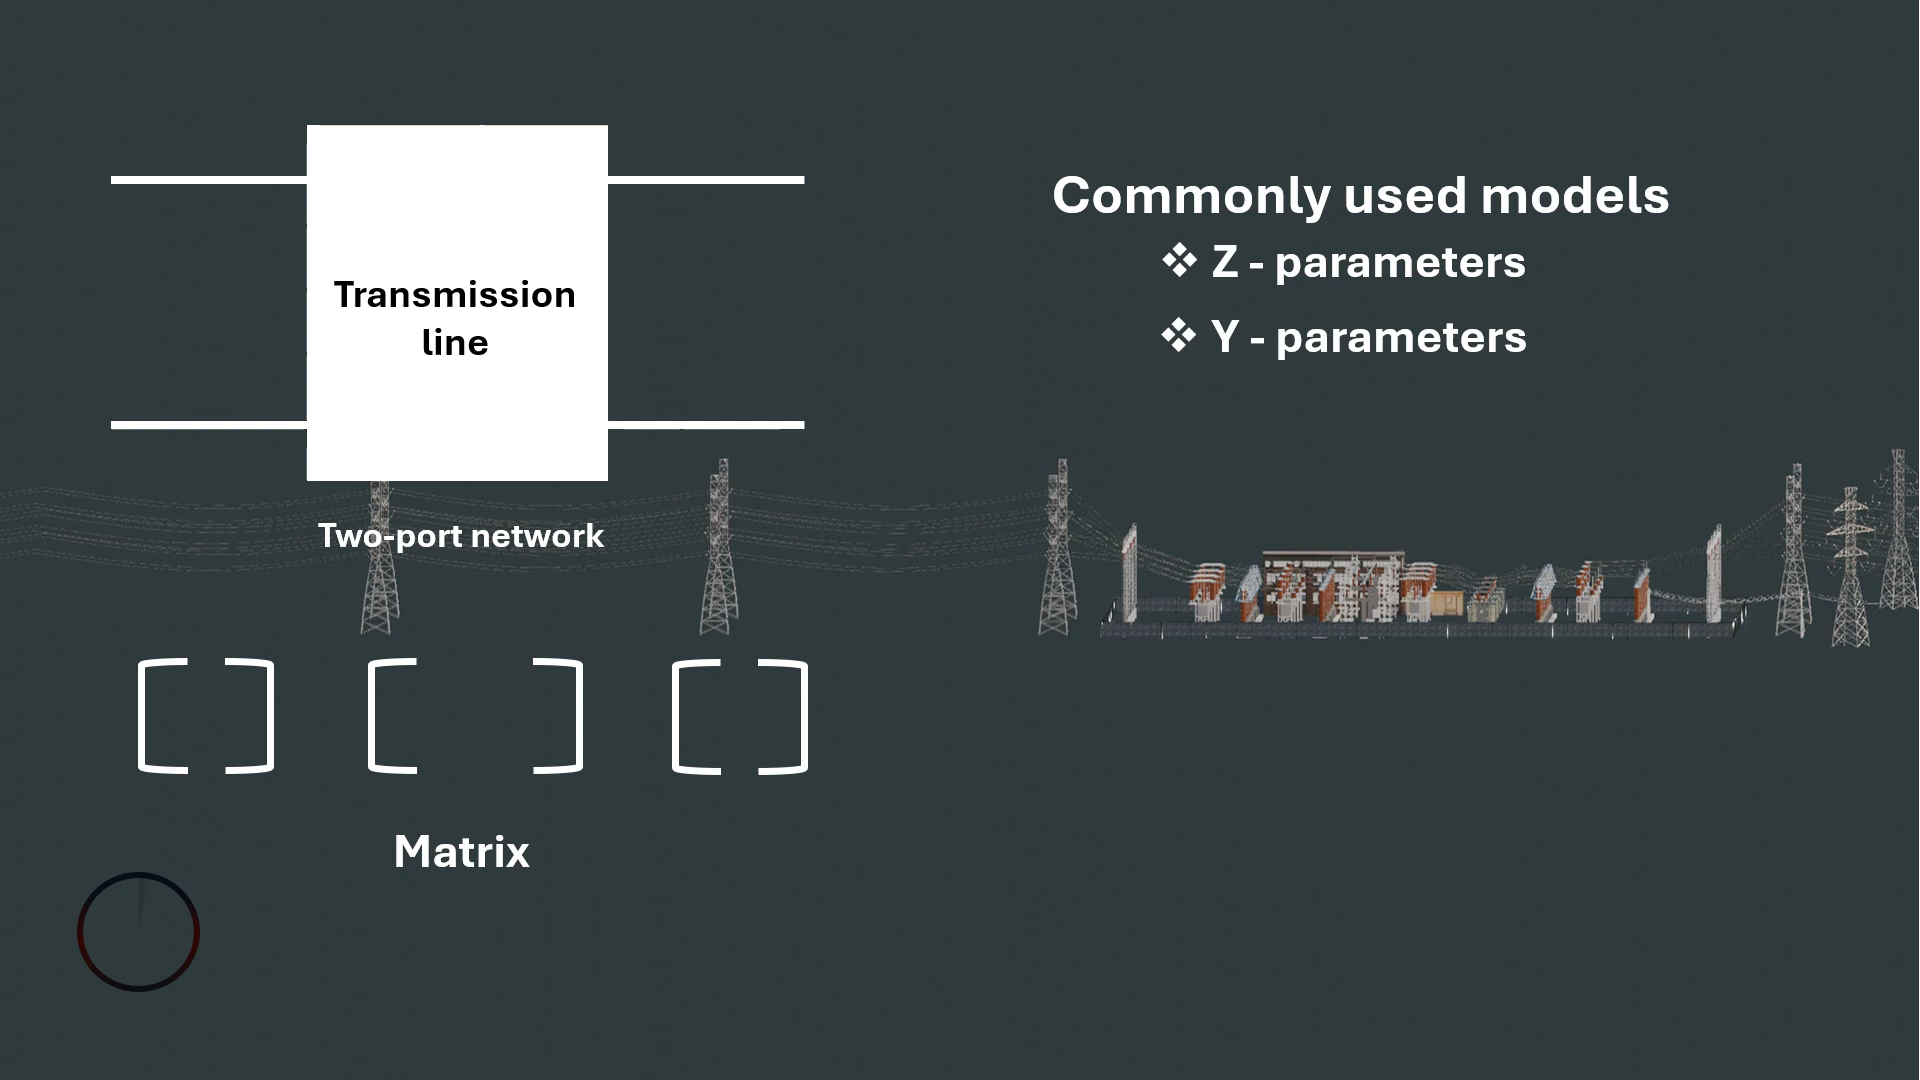 Transmission
line
Two-port network
Matrix
Commonly used models
❖ Z - parameters
❖ Y - parameters